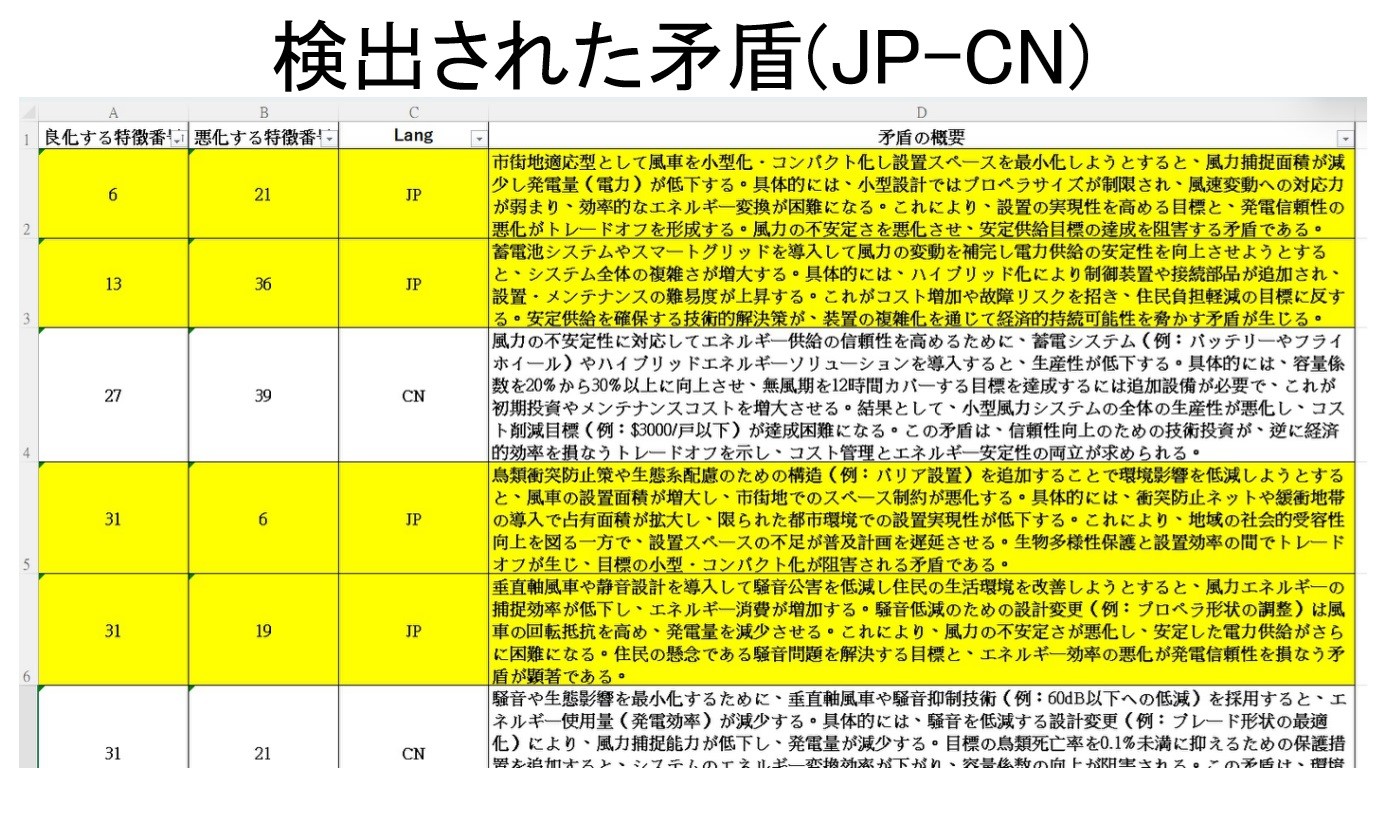 検出された矛盾(JP-CN)
A B C D
1 良化する特徴番号 悪化する特徴番号 Lang 矛盾の概要
市街地適応型として風車を小型化・コンパクト化し設置スペースを最小化しようとすると、風力捕捉面積が減
少し発電量（電力）が低下する。具体的には、小型設計ではプロペラサイズが制限され、風速変動への対応力
6 21 JP
が弱まり、効率的なエネルギー変換が困難になる。これにより、設置の実現性を高める目標と、発電信頼性の
2 悪化がトレードオフを形成する。風力の不安定さを悪化させ、安定供給目標の達成を阻害する矛盾である。
蓄電池システムやスマートグリッドを導入して風力の変動を補完し電力供給の安定性を向上させようとする
と、システム全体の複雑さが増大する。具体的には、ハイブリッド化により制御装置や接続部品が追加され、
13 36 JP
設置・メンテナンスの難易度が上昇する。これがコスト増加や故障リスクを招き、住民負担軽減の目標に反す
3 る。安定供給を確保する技術的解決策が、装置の複雑化を通じて経済的持続可能性を脅かす矛盾が生じる。
風力の不安定性に対応してエネルギー供給の信頼性を高めるために、蓄電システム（例：バッテリーやフライ
ホイール）やハイブリッドエネルギーソリューションを導入すると、生産性が低下する。具体的には、容量係
数を20%から30%以上に向上させ、無風期を12時間カバーする目標を達成するには追加設備が必要で、これが
27 39 CN
初期投資やメンテナンスコストを増大させる。結果として、小型風力システムの全体の生産性が悪化し、コス
ト削減目標（例：$3000/戸以下）が達成困難になる。この矛盾は、信頼性向上のための技術投資が、逆に経済
4 的効率を損なうトレードオフを示し、コスト管理とエネルギー安定性の両立が求められる。
鳥類衝突防止策や生態系配慮のための構造（例：バリア設置）を追加することで環境影響を低減しようとする
と、風車の設置面積が増大し、市街地でのスペース制約が悪化する。具体的には、衝突防止ネットや緩衝地帯
31 6 JP の導入で占有面積が拡大し、限られた都市環境での設置実現性が低下する。これにより、地域の社会的受容性
向上を図る一方で、設置スペースの不足が普及計画を遅延させる。生物多様性保護と設置効率の間でトレード
5 オフが生じ、目標の小型・コンパクト化が阻害される矛盾である。
垂直軸風車や静音設計を導入して騒音公害を低減し住民の生活環境を改善しようとすると、風力エネルギーの
捕捉効率が低下し、エネルギー消費が増加する。騒音低減のための設計変更（例：プロペラ形状の調整）は風
31 19 JP 車の回転抵抗を高め、発電量を減少させる。これにより、風力の不安定さが悪化し、安定した電力供給がさら
に困難になる。住民の懸念である騒音問題を解決する目標と、エネルギー効率の悪化が発電信頼性を損なう矛
6 盾が顕著である。
騒音や生態影響を最小化するために、垂直軸風車や騒音抑制技術（例：60dB以下への低減）を採用すると、エ
ネルギー使用量（発電効率）が減少する。具体的には、騒音を低減する設計変更（例：ブレード形状の最適
31 21 CN 化）により、風力捕捉能力が低下し、発電量が減少する。目標の鳥類死亡率を0.1%未満に抑えるための保護措
置を追加すると、システムのエネルギー変換効率が下がり、容量係数の向上が阻害される。この矛盾は、環境